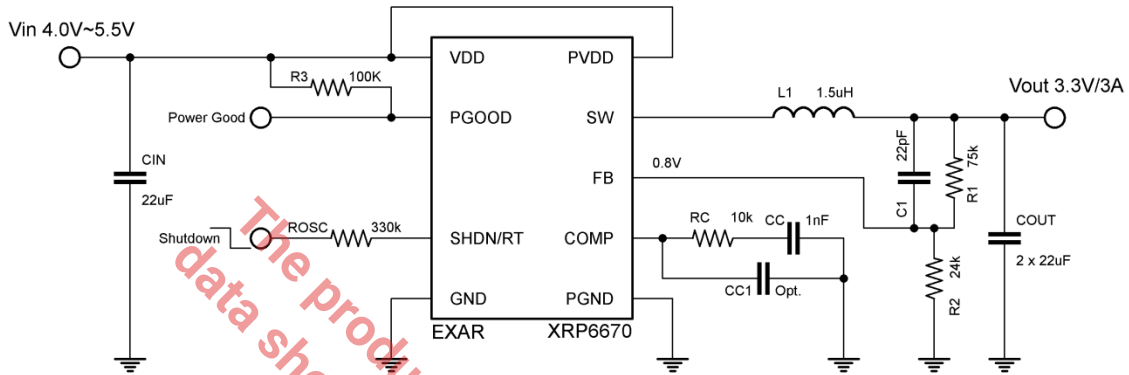 Vin 4.0V~5.5V
VDD
PVDD
R3
100K
L1
1.5uH
Vout 3.3V/3A
Power Good
PGOOD
SW
CIN
22uF
FB
0.8V
22pF
C1
75k
R1
Shutdown
ROSC
330k
SHDN/RT
COMP
RC
10k
CC
1nF
CC1
Opt.
COUT
2 x 22uF
24k
R2
GND
PGND
EXAR
XRP6670
The produ
data she